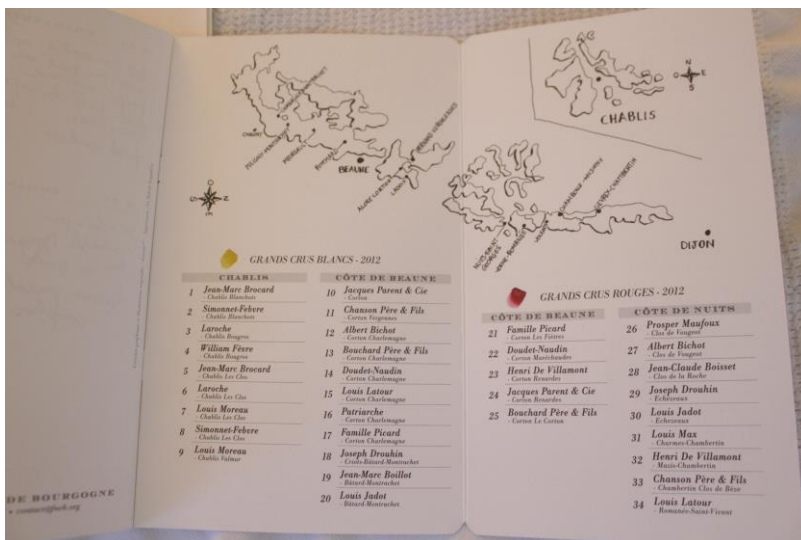 DE BOURGOGNE
BEAUNE
GRANDS CRUS BLANCS - 2012
CHABLIS
1 Jean-Marc Brocard
- Chablis Blanchots
2 Simonnet-Febvre
- Chablis Blanchots
3 Laroche
- Chablis Bougros
4 William Fèvre
- Chablis Bougros
5 Jean-Marc Brocard
- Chablis Les Clos
6 Laroche
- Chablis Les Clos
7 Louis Moreau
- Chablis Les Clos
8 Simonnet-Febvre
- Chablis Les Clos
9 Louis Moreau
- Chablis Valmur
CÔTE DE BEAUNE
10 Jacques Parent & Cie
- Corton
11 Chanson Père & Fils
- Corton Vergennes
12 Albert Bichot
- Corton Charlemagne
13 Bouchard Père & Fils
- Corton Charlemagne
14 Doudet-Naudin
- Corton Charlemagne
15 Louis Latour
- Corton Charlemagne
16 Patriarche
- Corton Charlemagne
17 Famille Picard
- Corton Charlemagne
18 Joseph Drouhin
- Criots-Bâtard-Montrachet
19 Jean-Marc Boillot
- Bâtard-Montrachet
20 Louis Jadot
- Bâtard-Montrachet
N
O E
S
CHABLIS
DIJON
GRANDS CRUS ROUGES - 2012
CÔTE DE BEAUNE
21 Famille Picard
- Corton Les Fiètres
22 Doudet-Naudin
- Corton Maréchaudes
23 Henri De Villamont
- Corton Renardes
24 Jacques Parent & Cie
- Corton Renardes
25 Bouchard Père & Fils
- Corton Le Corton
CÔTE DE NUITS
26 Prosper Maufoux
- Clos de Vougeot
27 Albert Bichot
- Clos de Vougeot
28 Jean-Claude Boisset
- Clos de la Roche
29 Joseph Drouhin
- Echezeaux
30 Louis Jadot
- Echezeaux
31 Louis Max
- Charmes-Chambertin
32 Henri De Villamont
- Mazis-Chambertin
33 Chanson Père & Fils
- Chambertin Clos de Bèze
34 Louis Latour
- Romanée-Saint-Vivant